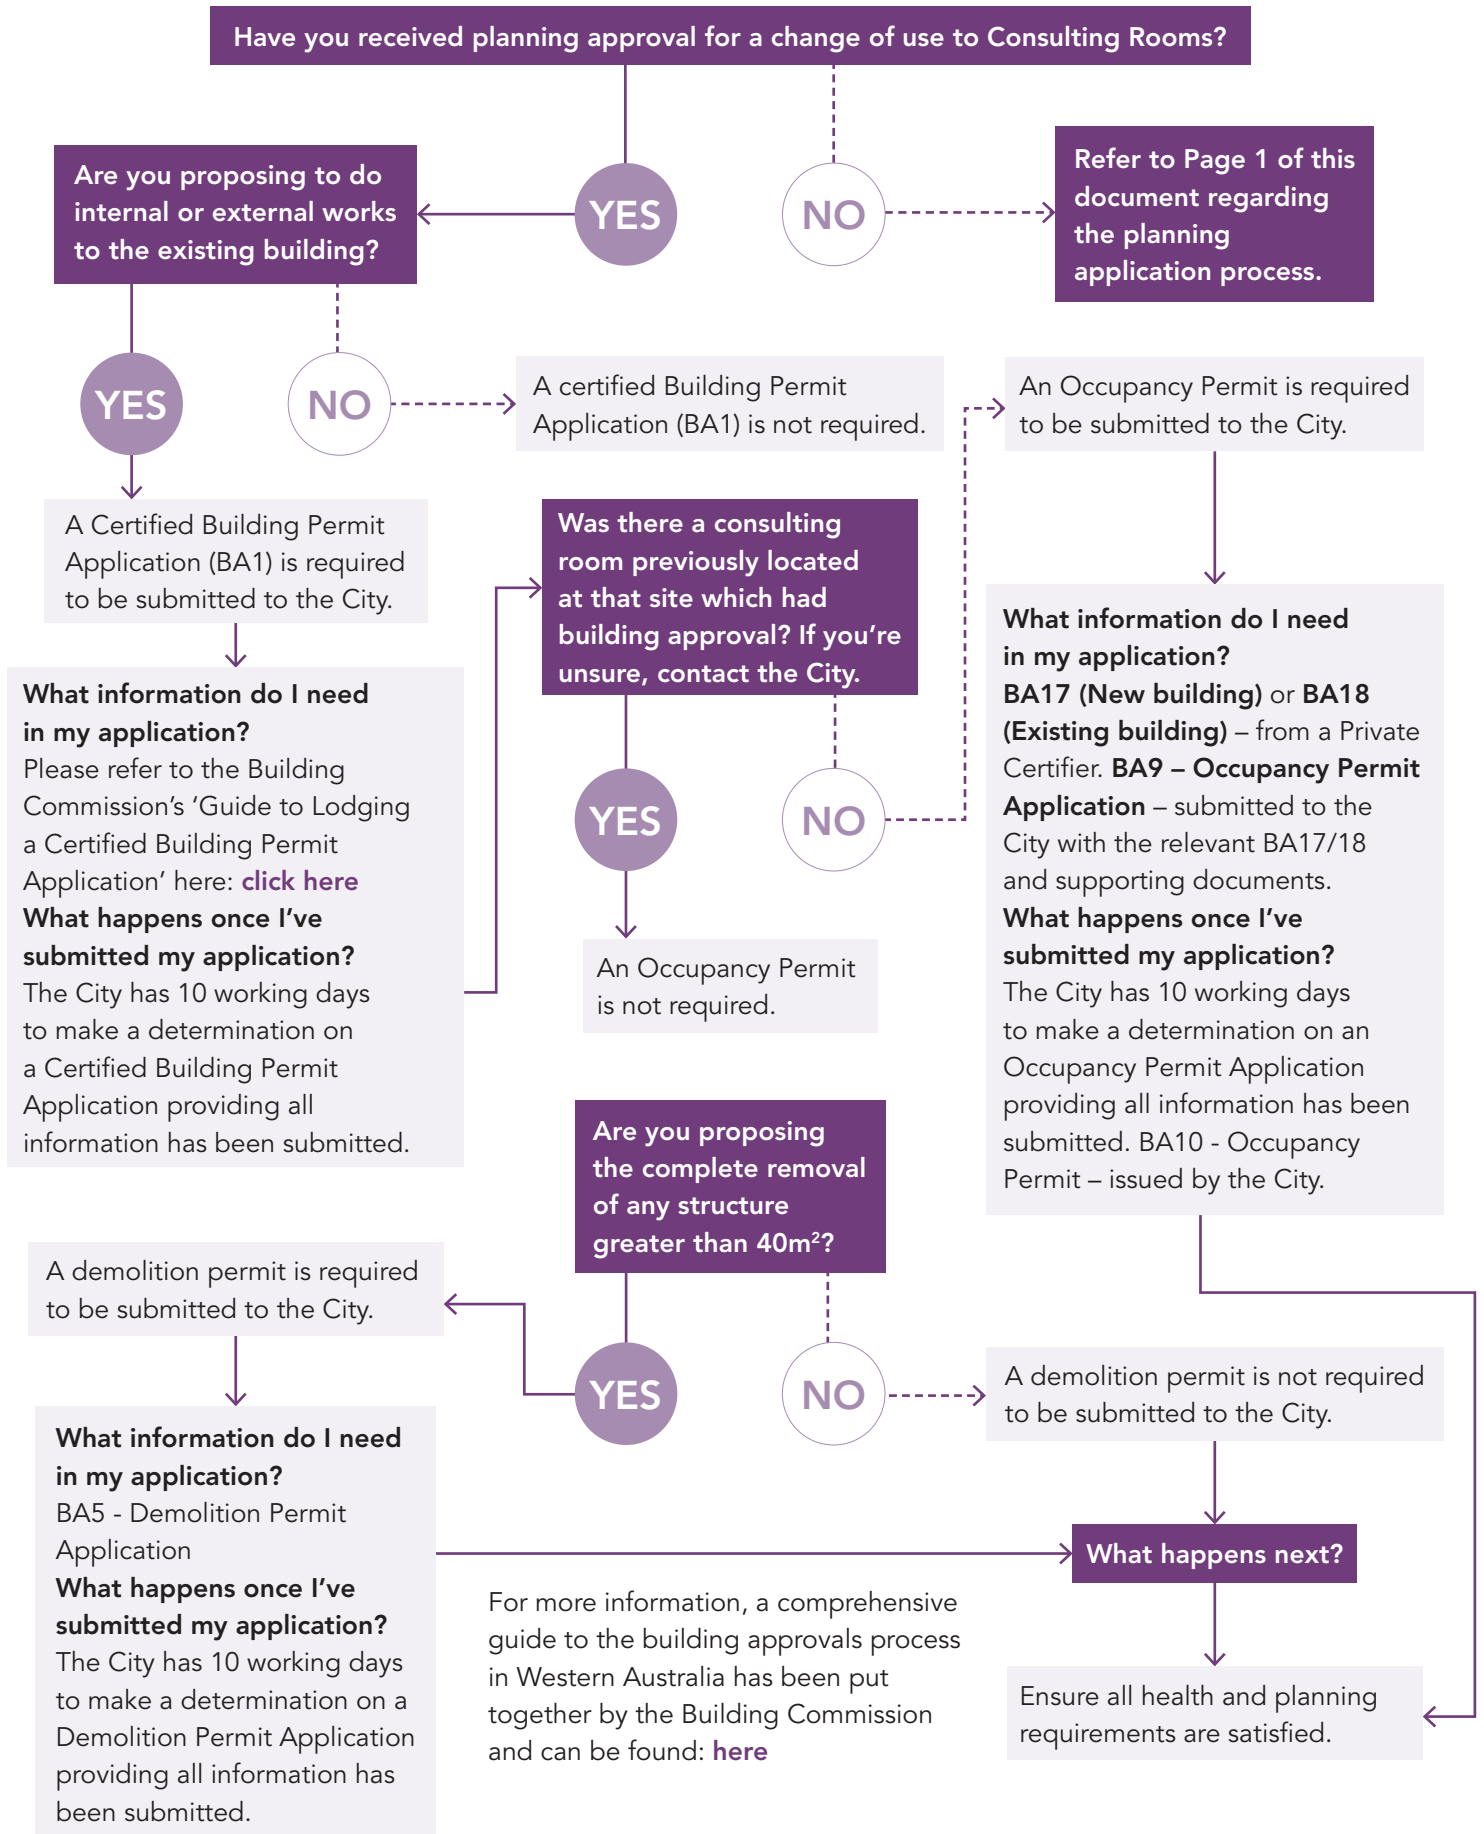 Have you received planning approval for a change of use to Consulting Rooms?
Are you proposing to do
internal or external works
to the existing building?
YES
NO
Refer to Page 1 of this
document regarding
the planning
application process.
YES
NO
A certified Building Permit
Application (BA1) is not required.
An Occupancy Permit is required
to be submitted to the City.
A Certified Building Permit
Application (BA1) is required
to be submitted to the City.
Was there a consulting
room previously located
at that site which had
building approval? If you’re
unsure, contact the City.
What information do I need
in my application?
Please refer to the Building
Commission’s ‘Guide to Lodging
a Certified Building Permit
Application’ here: click here
What happens once I’ve
submitted my application?
The City has 10 working days
to make a determination on
a Certified Building Permit
Application providing all
information has been submitted.
YES
NO
An Occupancy Permit
is not required.
What information do I need
in my application?
BA17 (New building) or BA18
(Existing building) – from a Private
Certifier. BA9 – Occupancy Permit
Application – submitted to the
City with the relevant BA17/18
and supporting documents.
What happens once I’ve
submitted my application?
The City has 10 working days
to make a determination on an
Occupancy Permit Application
providing all information has been
submitted. BA10 - Occupancy
Permit – issued by the City.
Are you proposing
the complete removal
of any structure
greater than 40m²?
A demolition permit is required
to be submitted to the City.
YES
NO
A demolition permit is not required
to be submitted to the City.
What information do I need
in my application?
BA5 - Demolition Permit
Application
What happens once I’ve
submitted my application?
The City has 10 working days
to make a determination on a
Demolition Permit Application
providing all information has
been submitted.
What happens next?
For more information, a comprehensive
guide to the building approvals process
in Western Australia has been put
together by the Building Commission
and can be found: here
Ensure all health and planning
requirements are satisfied.